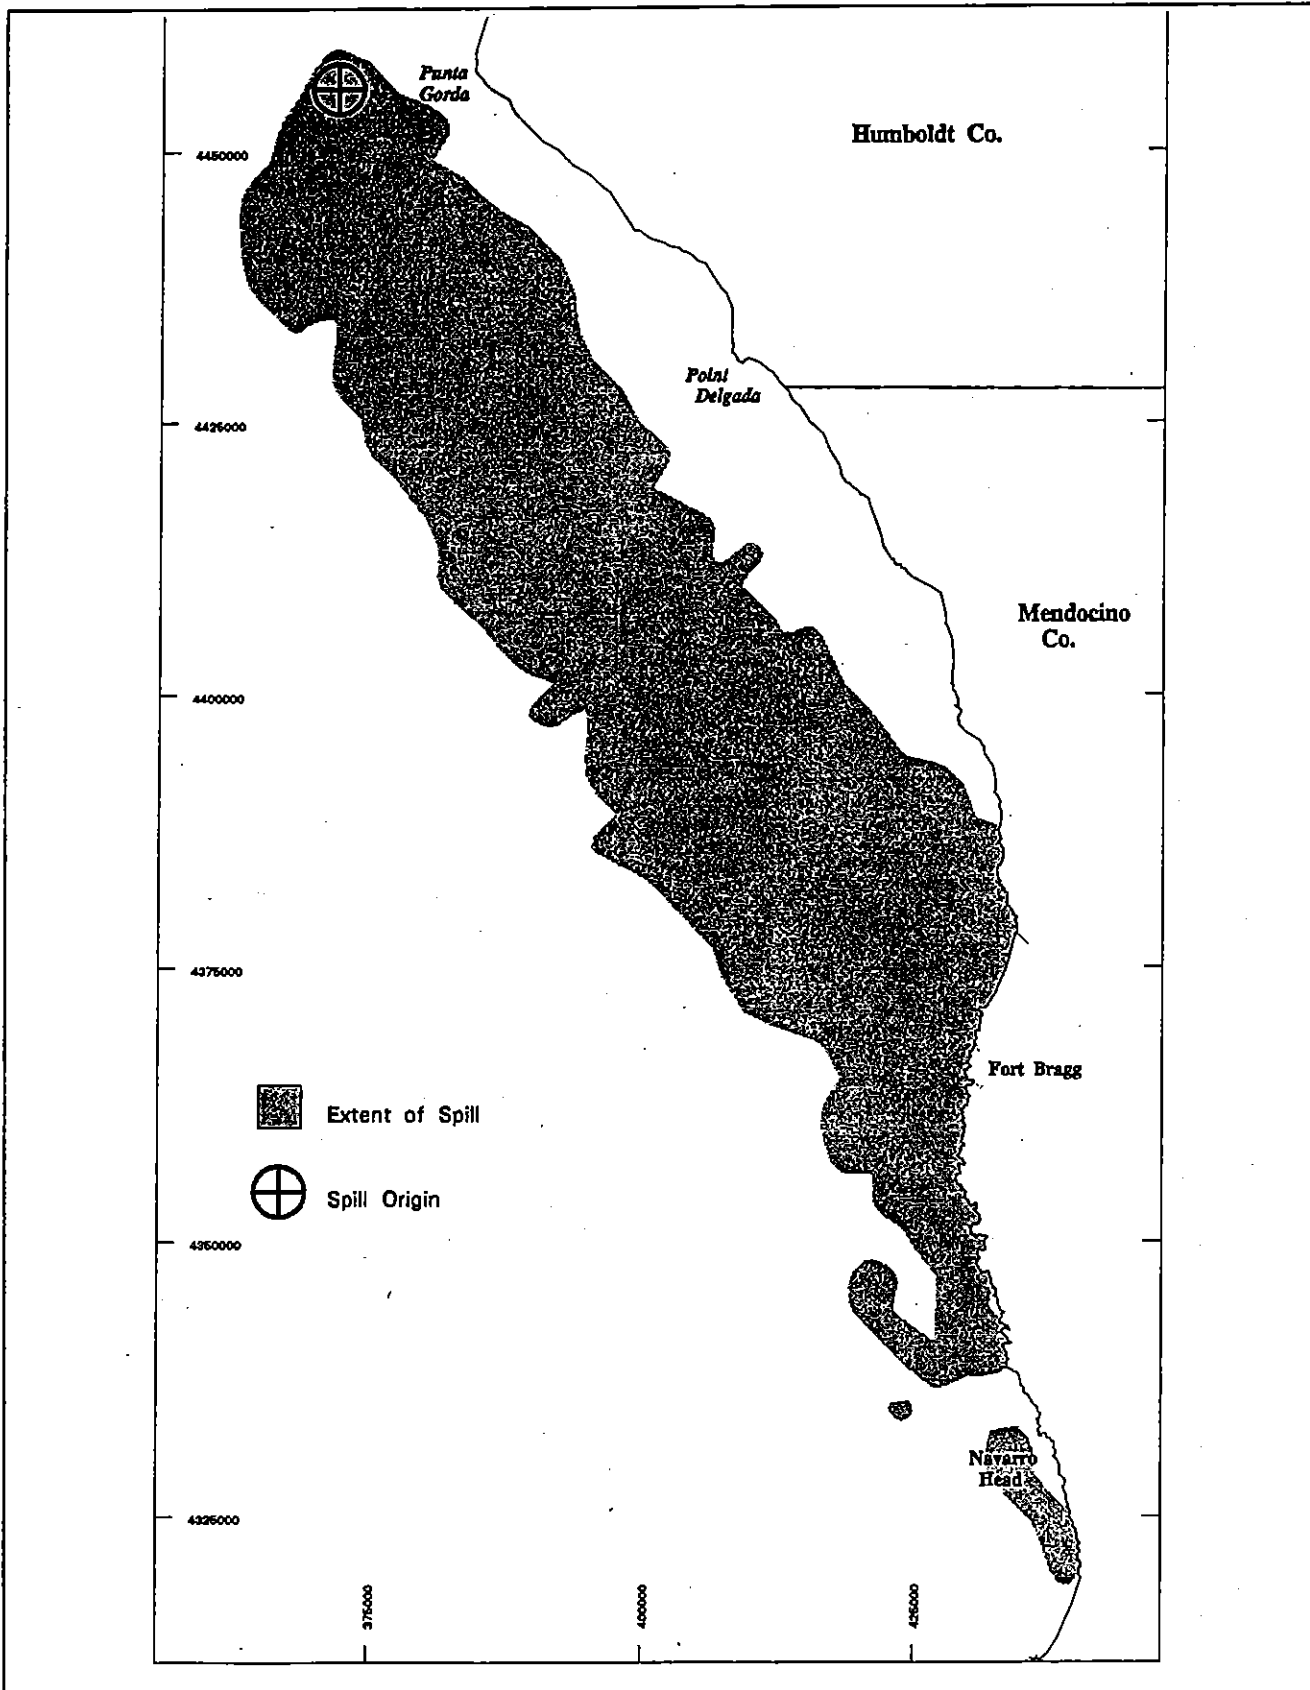 Punta
Gorda
Humboldt Co.
4450000
Point
Delgada
4425000
Mendocino
Co.
4400000
4375000
Fort Bragg
Extent of Spill
Spill Origin
4350000
Navarro
Head
4325000
375000
400000
425000